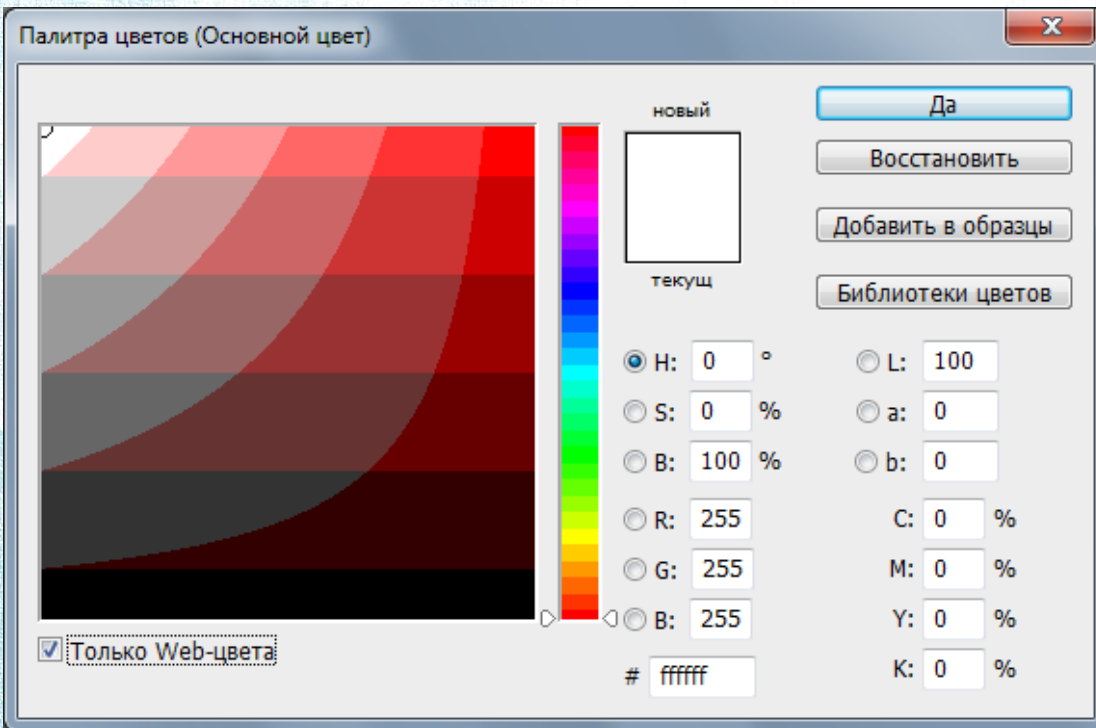 Палитра цветов (Основной цвет)
новый
текущ
Да
Восстановить
Добавить в образцы
Библиотеки цветов
H: 0 ° L: 100
S: 0 % a: 0
B: 100 % b: 0
R: 255 C: 0 %
G: 255 M: 0 %
B: 255 Y: 0 %
# ffffff K: 0 %
Только Web-цвета